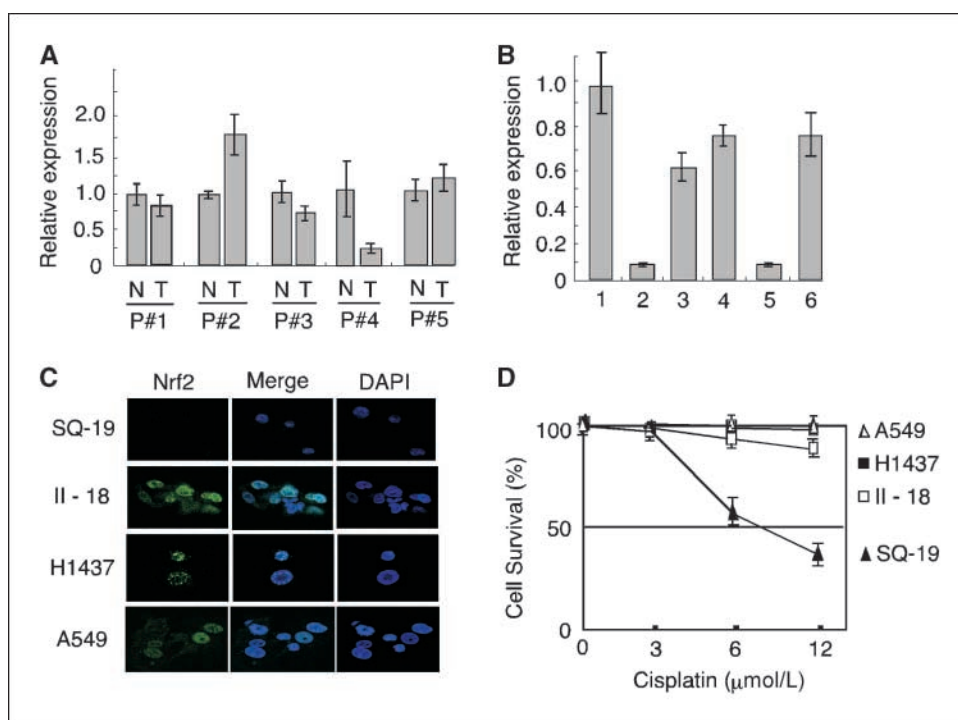 A
Relative expression
2.0
1.5
1.0
0.5
0
N T N T N T N T N T
P#1 P#2 P#3 P#4 P#5
B
Relative expression
1.0
0.8
0.6
0.4
0.2
0
1 2 3 4 5 6
C
Nrf2 Merge DAPI
SQ-19
II - 18
H1437
A549
D
Cell Survival (%)
100
50
0
0 3 6 12
Cisplatin (μmol/L)
A549
H1437
II - 18
SQ-19